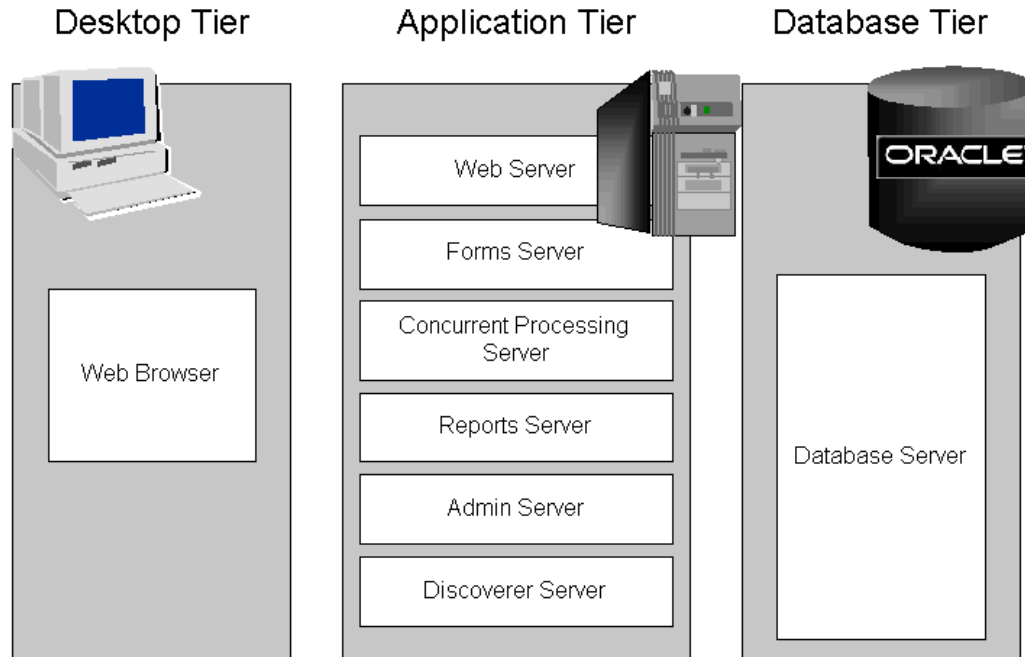 Desktop Tier
Application Tier
Database Tier
ORACLE
Web Server
Forms Server
Concurrent Processing
Server
Reports Server
Admin Server
Discoverer Server
Web Browser
Database Server